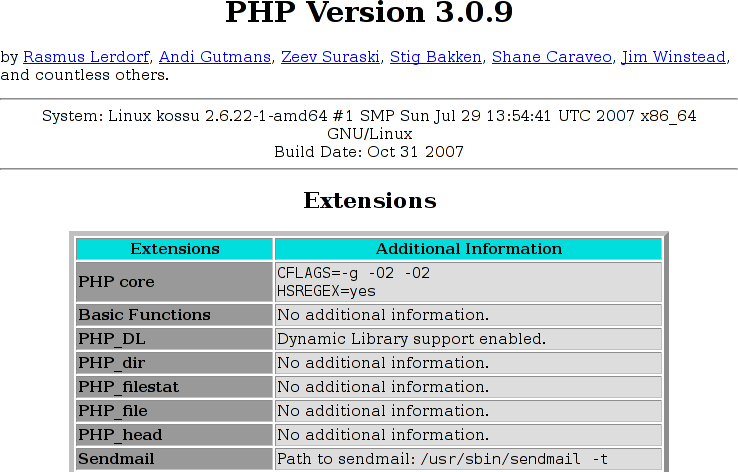 PHP Version 3.0.9
by Rasmus Lerdorf, Andi Gutmans, Zeev Suraski, Stig Bakken, Shane Caraveo, Jim Winstead,
and countless others.
System: Linux kossu 2.6.22-1-amd64 #1 SMP Sun Jul 29 13:54:41 UTC 2007 x86_64
GNU/Linux
Build Date: Oct 31 2007
Extensions
Extensions Additional Information
PHP core CFLAGS=-g -O2 -O2
HSREGEX=yes
Basic Functions No additional information.
PHP_DL Dynamic Library support enabled.
PHP_dir No additional information.
PHP_filestat No additional information.
PHP_file No additional information.
PHP_head No additional information.
Sendmail Path to sendmail: /usr/sbin/sendmail -t